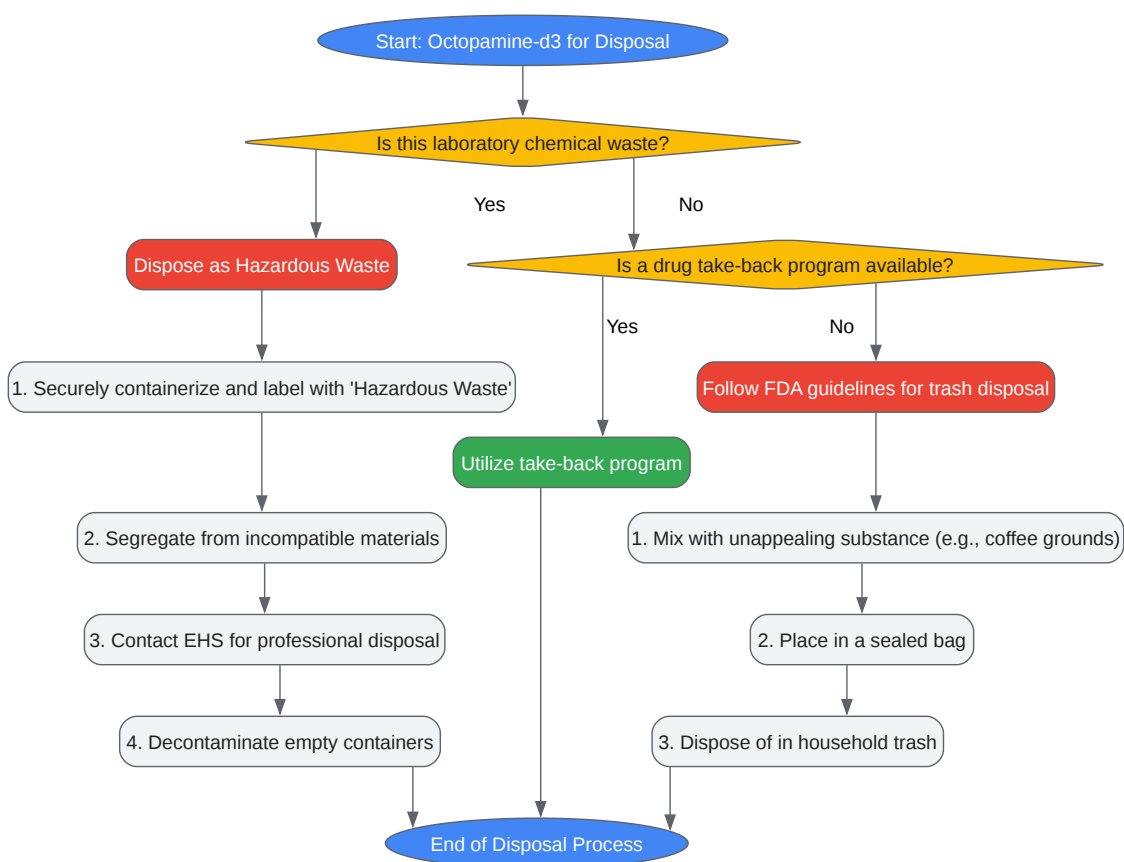 Start: Octopamine-d3 for Disposal
Is this laboratory chemical waste?
Yes
No
Dispose as Hazardous Waste
Is a drug take-back program available?
Yes
No
1. Securely containerize and label with 'Hazardous Waste'
Follow FDA guidelines for trash disposal
Utilize take-back program
2. Segregate from incompatible materials
1. Mix with unappealing substance (e.g., coffee grounds)
3. Contact EHS for professional disposal
2. Place in a sealed bag
4. Decontaminate empty containers
3. Dispose of in household trash
End of Disposal Process